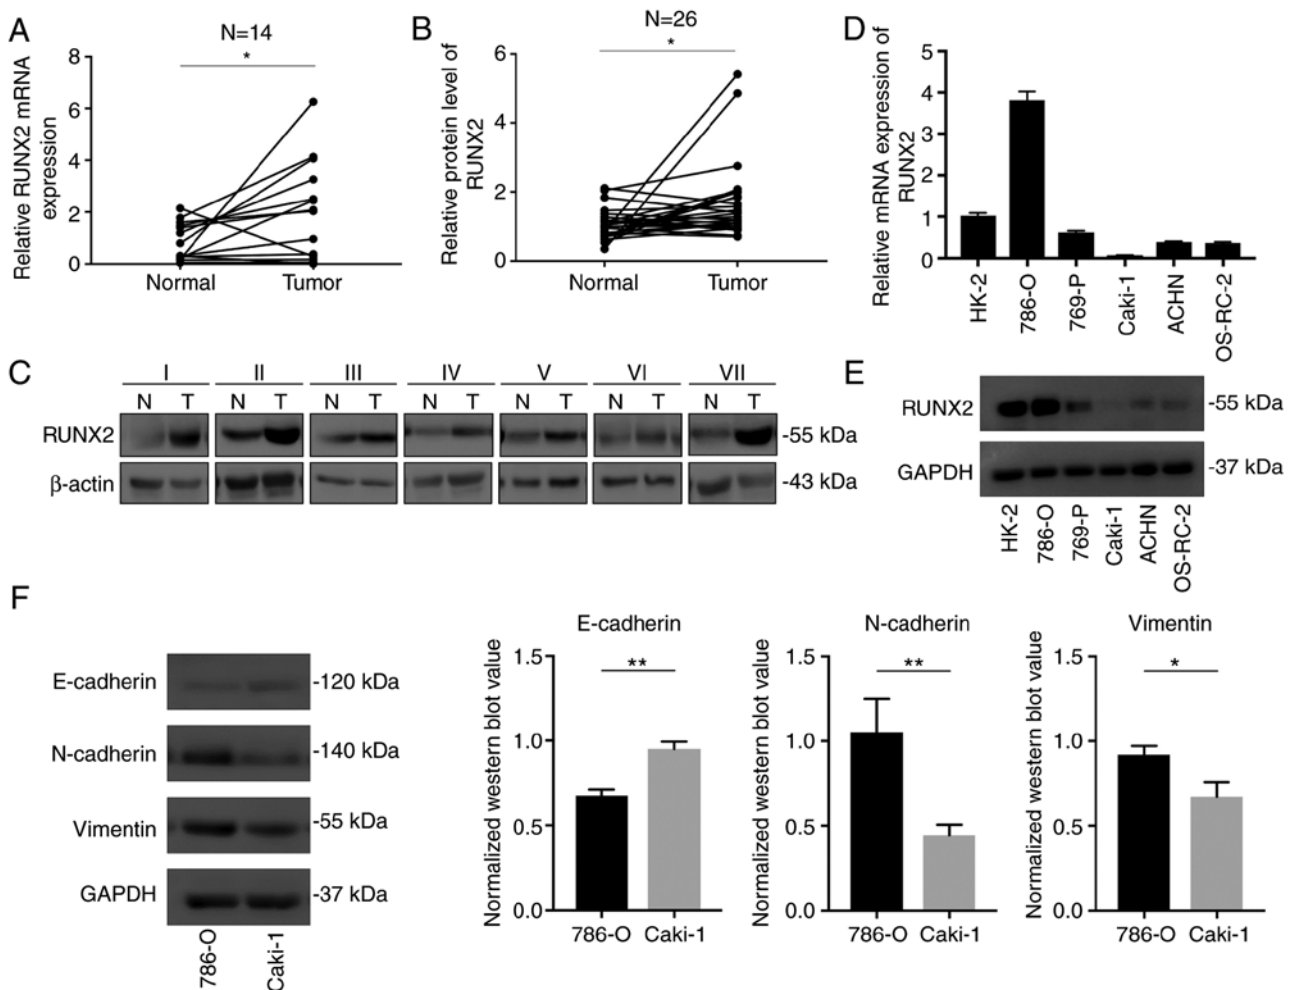 A
N=14
*
Relative RUNX2 mRNA
expression
8
6
4
2
0
Normal
Tumor
B
N=26
*
Relative protein level of
RUNX2
6
4
2
0
Normal
Tumor
D
Relative mRNA expression of
RUNX2
5
4
3
2
1
0
HK-2
786-O
769-P
Caki-1
ACHN
OS-RC-2
C
I II III IV V VI VII
N T N T N T N T N T N T N T
RUNX2
-55 kDa
β-actin
-43 kDa
E
RUNX2
-55 kDa
GAPDH
-37 kDa
HK-2
786-O
769-P
Caki-1
ACHN
OS-RC-2
F
E-cadherin
-120 kDa
N-cadherin
-140 kDa
Vimentin
-55 kDa
GAPDH
-37 kDa
786-O
Caki-1
E-cadherin
Normalized western blot value
1.5
1.0
0.5
0.0
**
786-O Caki-1
N-cadherin
Normalized western blot value
1.5
1.0
0.5
0.0
**
786-O Caki-1
Vimentin
Normalized western blot value
1.5
1.0
0.5
0.0
*
786-O Caki-1